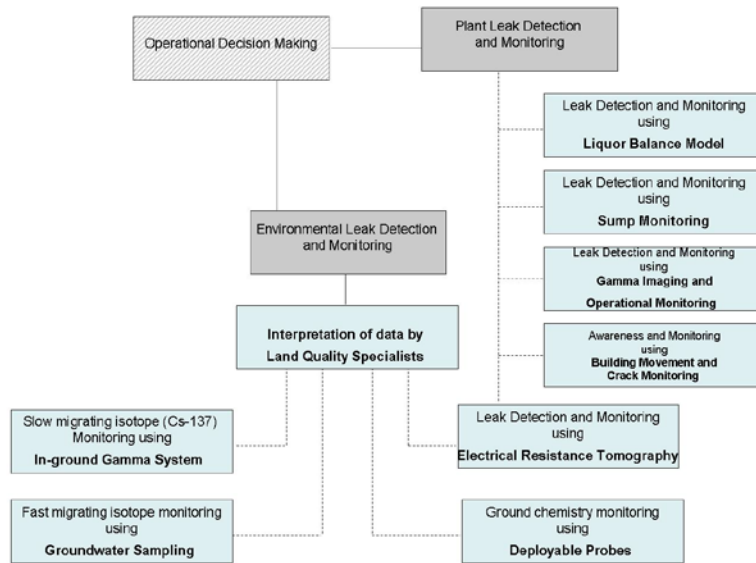 Operational Decision Making
Plant Leak Detection
and Monitoring
Leak Detection and Monitoring
using
Liquor Balance Model
Leak Detection and Monitoring
using
Sump Monitoring
Environmental Leak Detection
and Monitoring
Leak Detection and Monitoring
using
Gamma Imaging and
Operational Monitoring
Interpretation of data by
Land Quality Specialists
Awareness and Monitoring
using
Building Movement and
Crack Monitoring
Slow migrating isotope (Cs-137)
Monitoring using
In-ground Gamma System
Leak Detection and Monitoring
using
Electrical Resistance Tomography
Fast migrating isotope monitoring
using
Groundwater Sampling
Ground chemistry monitoring
using
Deployable Probes